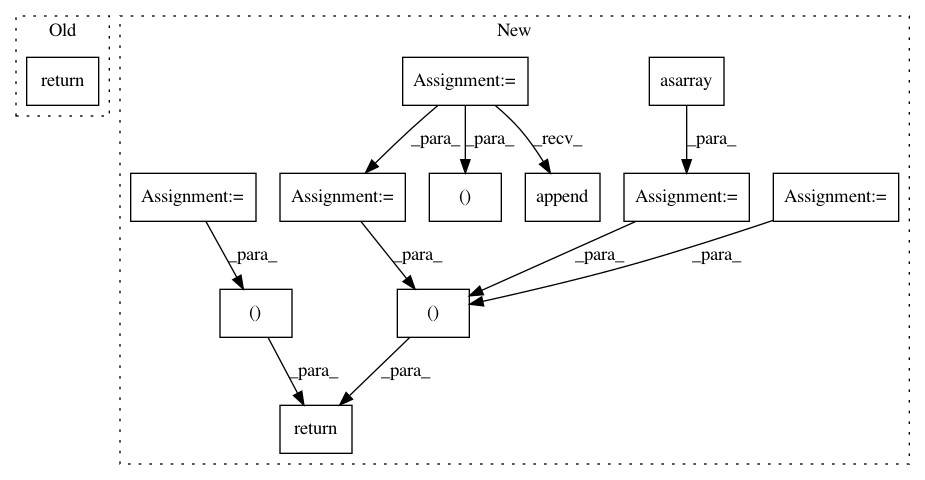 Old
New
return
Assignment:=
asarray
_para_
_para_
_recv_
_para_
Assignment:=
Assignment:=
()
append
Assignment:=
Assignment:=
_para_
_para_
_para_
_para_
()
()
_para_
_para_
return